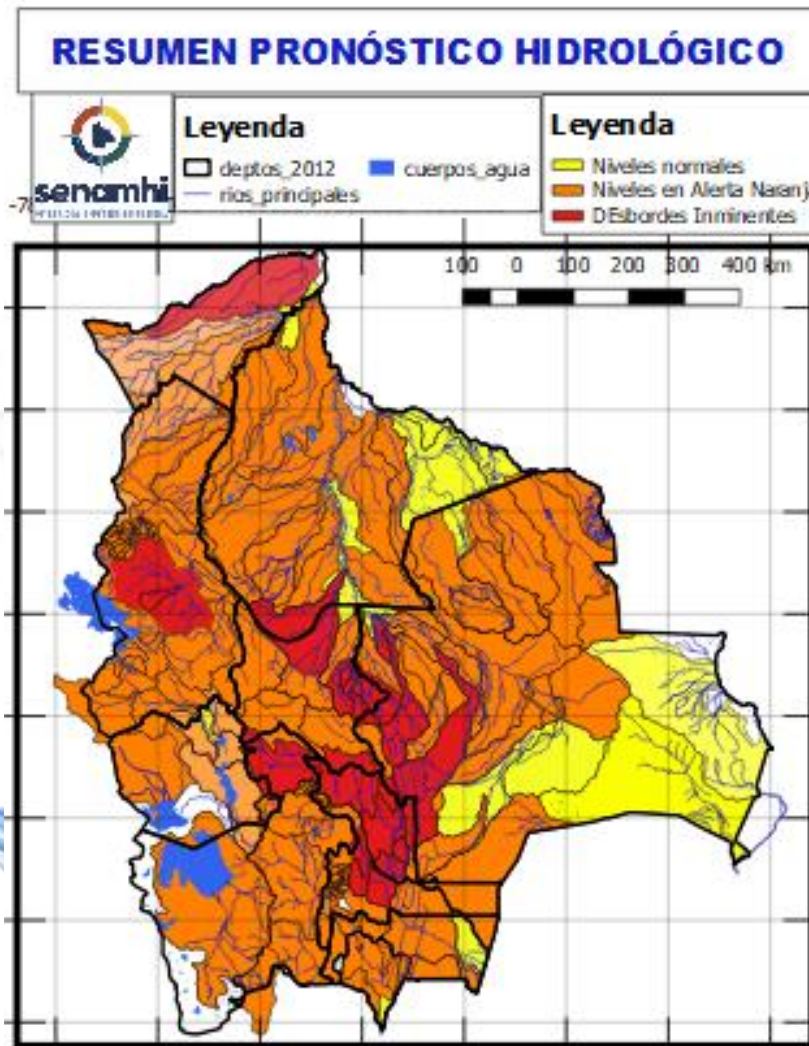 RESUMEN PRONÓSTICO HIDROLÓGICO
senamhi
Leyenda
deptos_2012
cuerpos_agua
rios_principales
Leyenda
Niveles normales
Niveles en Alerta Naranj
DEsbordes Inminentes
100 0 100 200 300 400 km